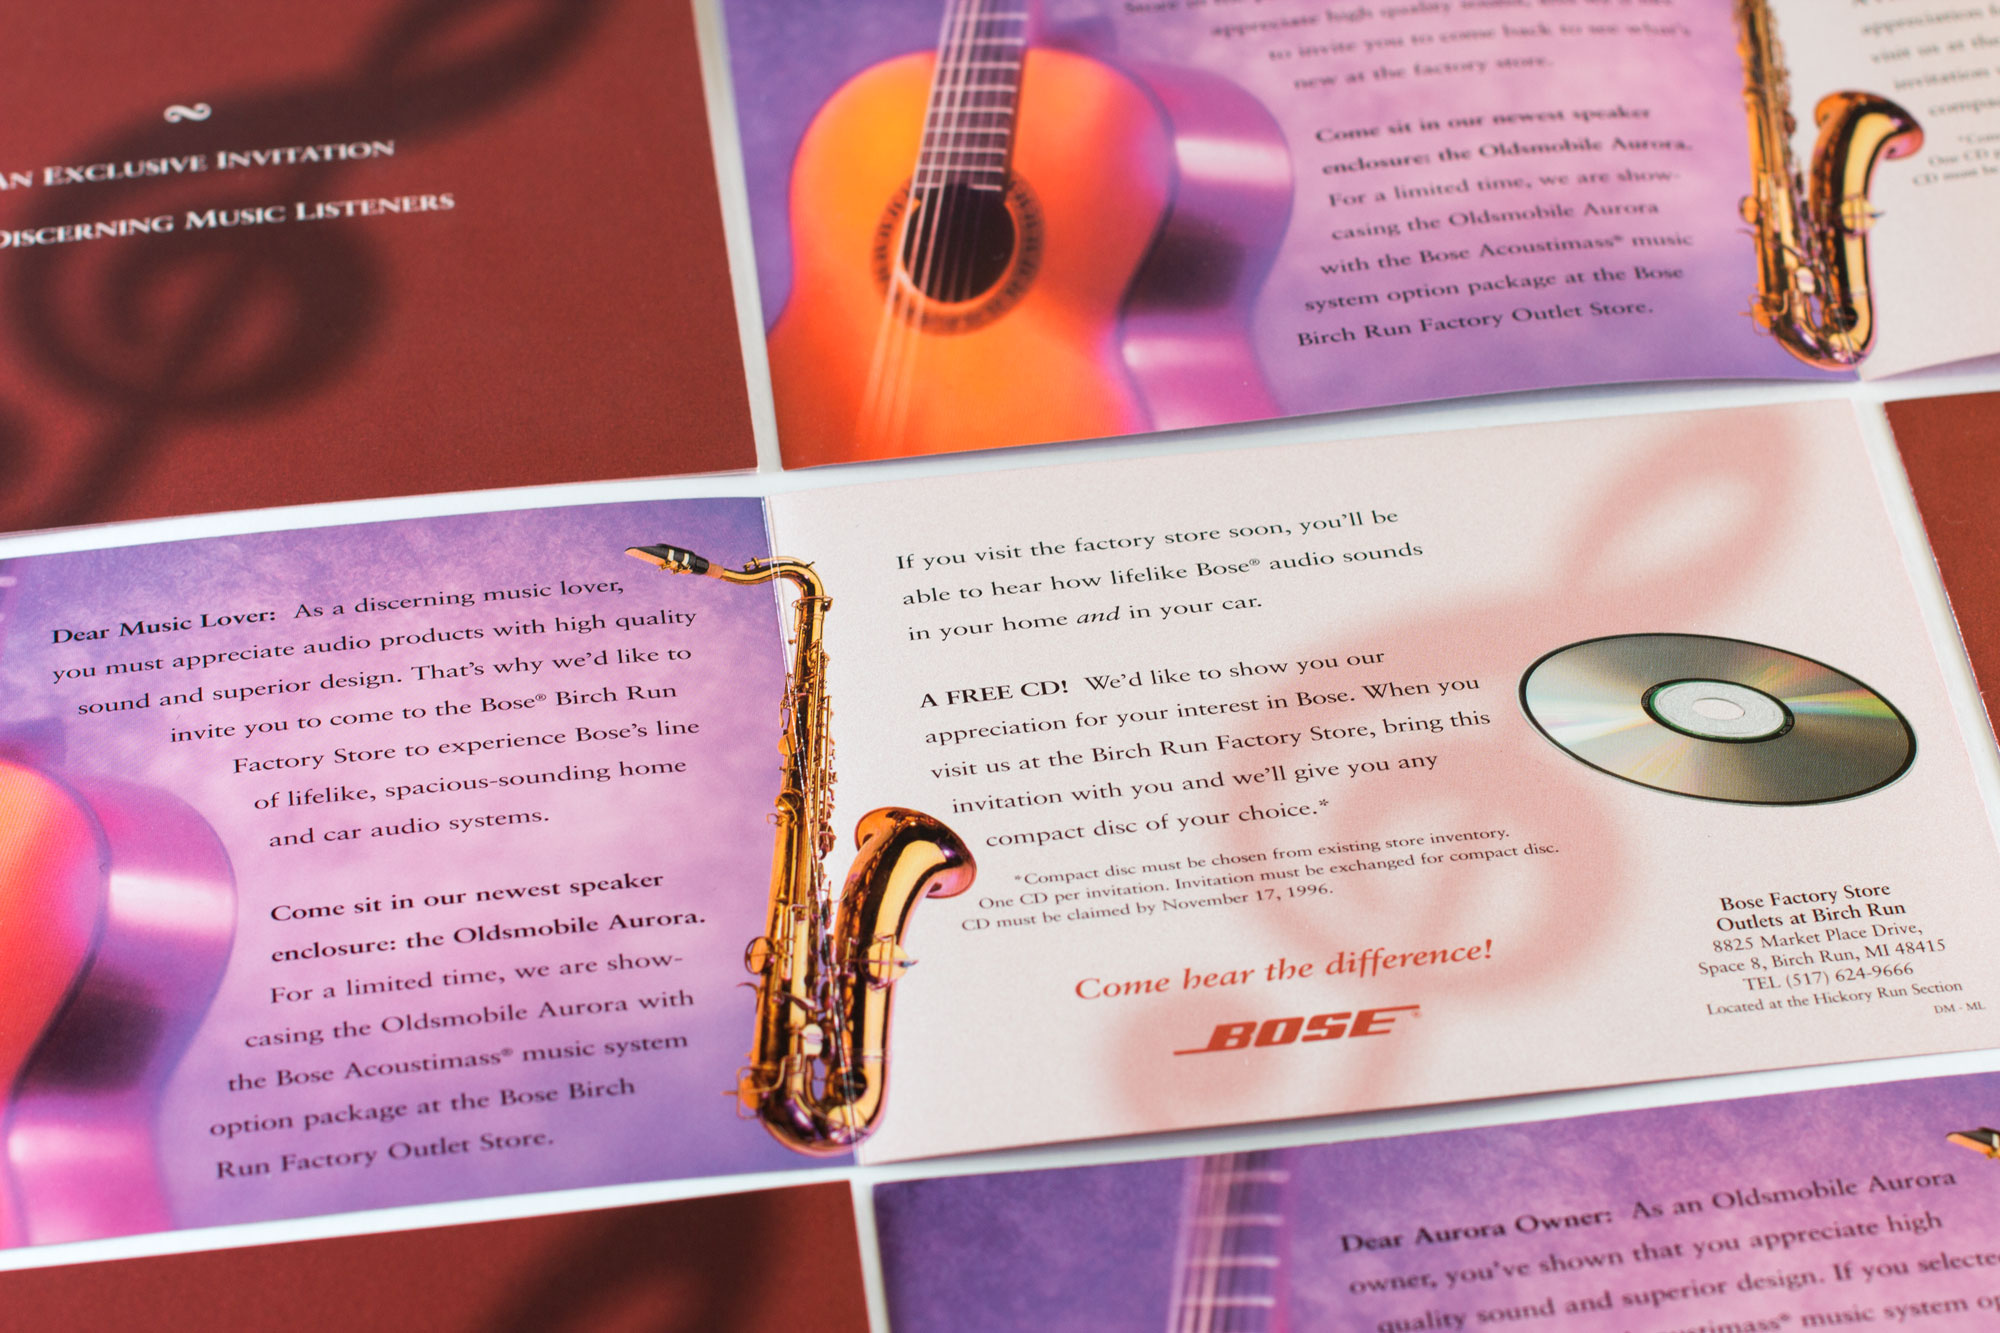 AN EXCLUSIVE INVITATION
DISCERNING MUSIC LISTENERS
appreciate high quality
to invite you to come back to see what's
new at the factory store.
Come sit in our newest speaker
enclosure: the Oldsmobile Aurora.
For a limited time, we are show-
casing the Oldsmobile Aurora
with the Bose Acoustimass® music
system option package at the Bose
Birch Run Factory Outlet Store.
appreciation
visit us at the
invitation
CD must be
Dear Music Lover: As a discerning music lover,
you must appreciate audio products with high quality
sound and superior design. That's why we'd like to
invite you to come to the Bose® Birch Run
Factory Store to experience Bose's line
of lifelike, spacious-sounding home
and car audio systems.
Come sit in our newest speaker
enclosure: the Oldsmobile Aurora.
For a limited time, we are show-
casing the Oldsmobile Aurora with
the Bose Acoustimass® music system
option package at the Bose Birch
Run Factory Outlet Store.
If you visit the factory store soon, you'll be
able to hear how lifelike Bose® audio sounds
in your home and in your car.
A FREE CD! We'd like to show you our
appreciation for your interest in Bose. When you
visit us at the Birch Run Factory Store, bring this
invitation with you and we'll give you any
compact disc of your choice.*
*Compact disc must be chosen from existing store inventory.
One CD per invitation. Invitation must be exchanged for compact disc.
CD must be claimed by November 17, 1996.
Come hear the difference!
BOSE®
Bose Factory Store
Outlets at Birch Run
8825 Market Place Drive,
Space 8, Birch Run, MI 48415
TEL (517) 624-9666
Located at the Hickory Run Section
DM - ML
Dear Aurora Owner: As an Oldsmobile Aurora
owner, you've shown that you appreciate high
quality sound and superior design. If you selected
music system